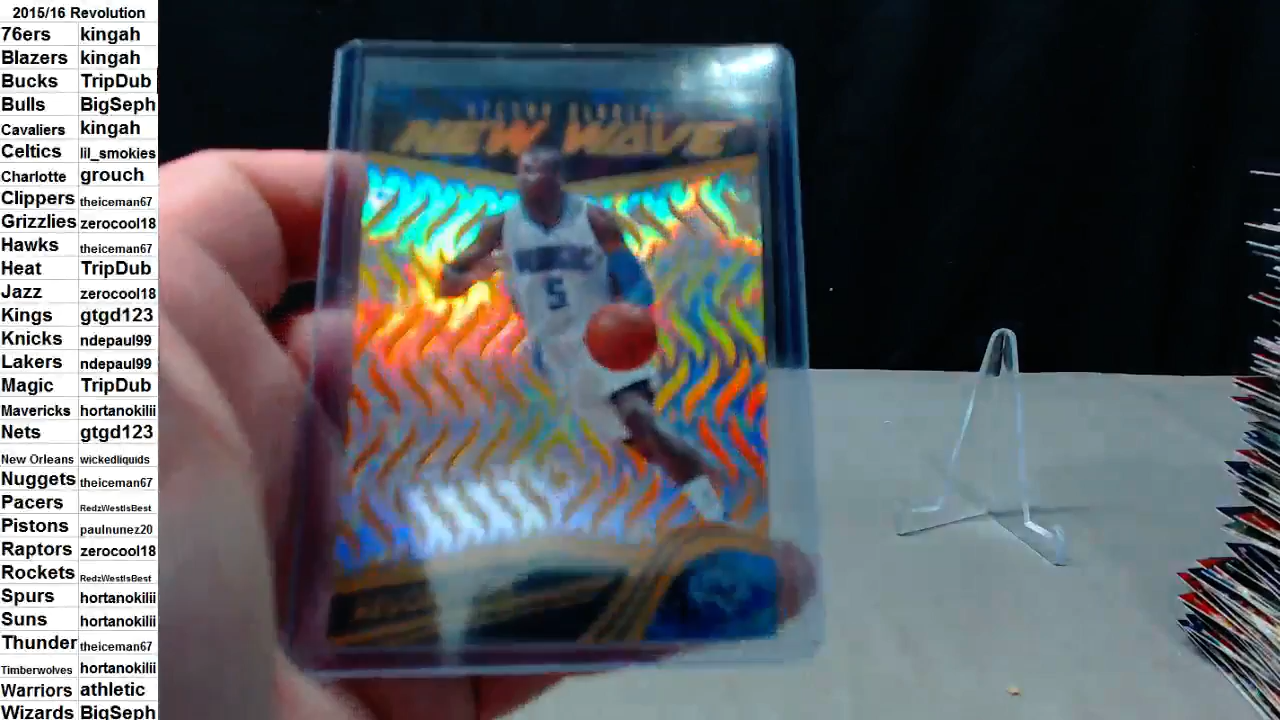 2015/16 Revolution
76ers kingah
Blazers kingah
Bucks TripDub
Bulls BigSeph
Cavaliers kingah
Celtics lil_smokies
Charlotte grouch
Clippers theiceman67
Grizzlies zerocool18
Hawks theiceman67
Heat TripDub
Jazz zerocool18
Kings gtgd123
Knicks ndepaul99
Lakers ndepaul99
Magic TripDub
Mavericks hortanokilii
Nets gtgd123
New Orleans wickedliquids
Nuggets theiceman67
Pacers RedzWestIsBest
Pistons paulnunez20
Raptors zerocool18
Rockets RedzWestIsBest
Spurs hortanokilii
Suns hortanokilii
Thunder theiceman67
Timberwolves hortanokilii
Warriors athletic
Wizards BigSeph
NEW WAVE
MAGIC
5